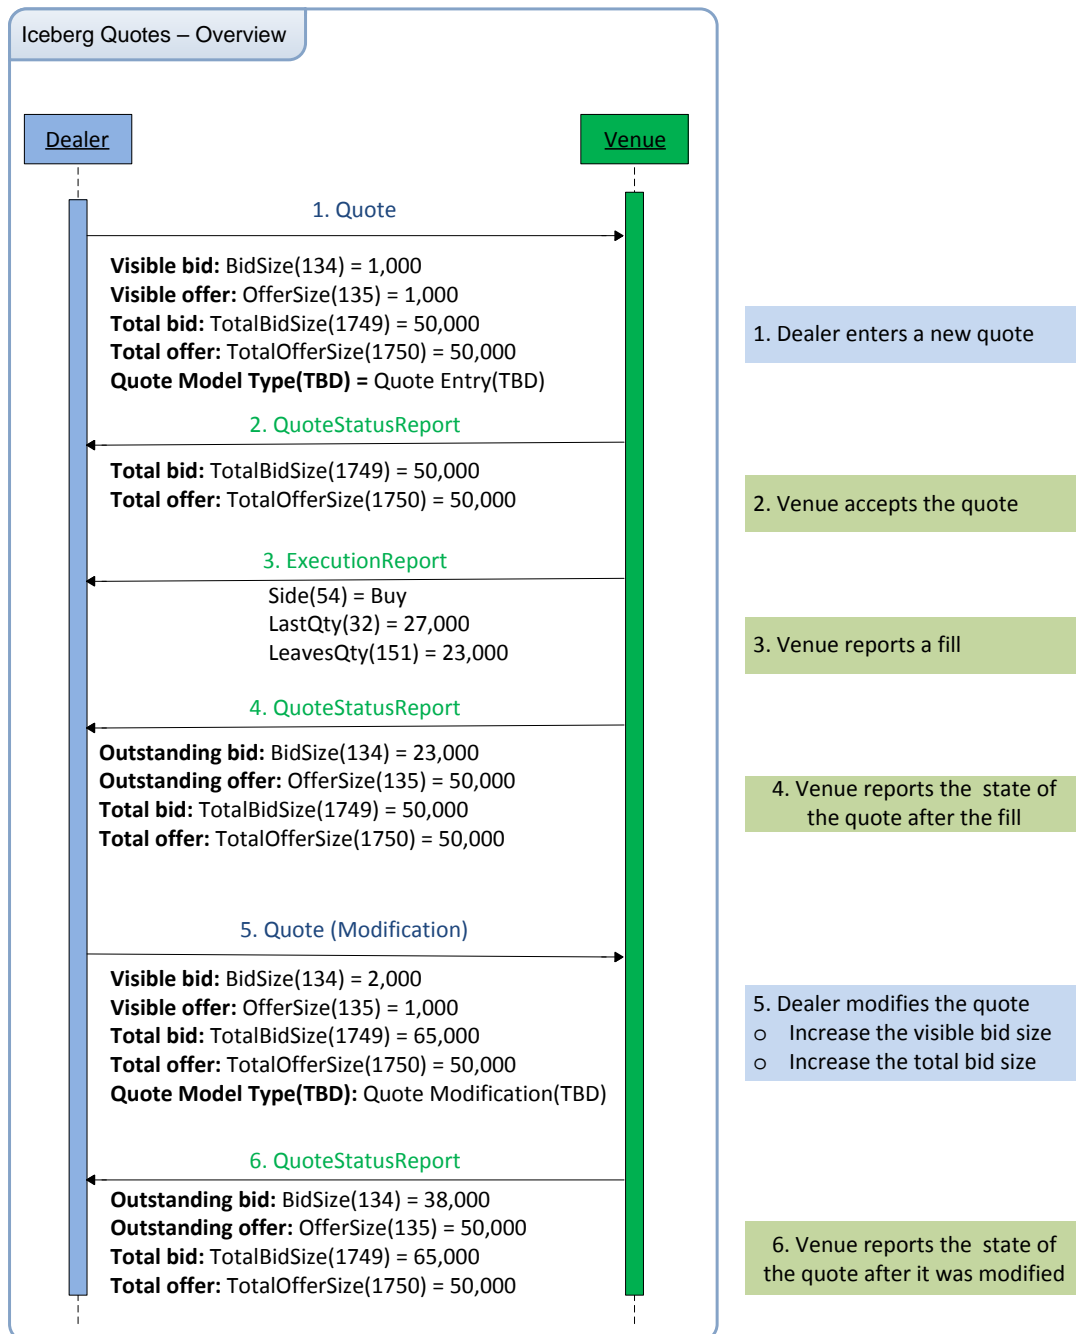 Iceberg Quotes – Overview
Dealer
Venue
1. Quote
Visible bid: BidSize(134) = 1,000
Visible offer: OfferSize(135) = 1,000
Total bid: TotalBidSize(1749) = 50,000
Total offer: TotalOfferSize(1750) = 50,000
Quote Model Type(TBD) = Quote Entry(TBD)
1. Dealer enters a new quote
2. QuoteStatusReport
Total bid: TotalBidSize(1749) = 50,000
Total offer: TotalOfferSize(1750) = 50,000
2. Venue accepts the quote
3. ExecutionReport
Side(54) = Buy
LastQty(32) = 27,000
LeavesQty(151) = 23,000
3. Venue reports a fill
4. QuoteStatusReport
Outstanding bid: BidSize(134) = 23,000
Outstanding offer: OfferSize(135) = 50,000
Total bid: TotalBidSize(1749) = 50,000
Total offer: TotalOfferSize(1750) = 50,000
4. Venue reports the state of
the quote after the fill
5. Quote (Modification)
Visible bid: BidSize(134) = 2,000
Visible offer: OfferSize(135) = 1,000
Total bid: TotalBidSize(1749) = 65,000
Total offer: TotalOfferSize(1750) = 50,000
Quote Model Type(TBD): Quote Modification(TBD)
5. Dealer modifies the quote
o Increase the visible bid size
o Increase the total bid size
6. QuoteStatusReport
Outstanding bid: BidSize(134) = 38,000
Outstanding offer: OfferSize(135) = 50,000
Total bid: TotalBidSize(1749) = 65,000
Total offer: TotalOfferSize(1750) = 50,000
6. Venue reports the state of
the quote after it was modified